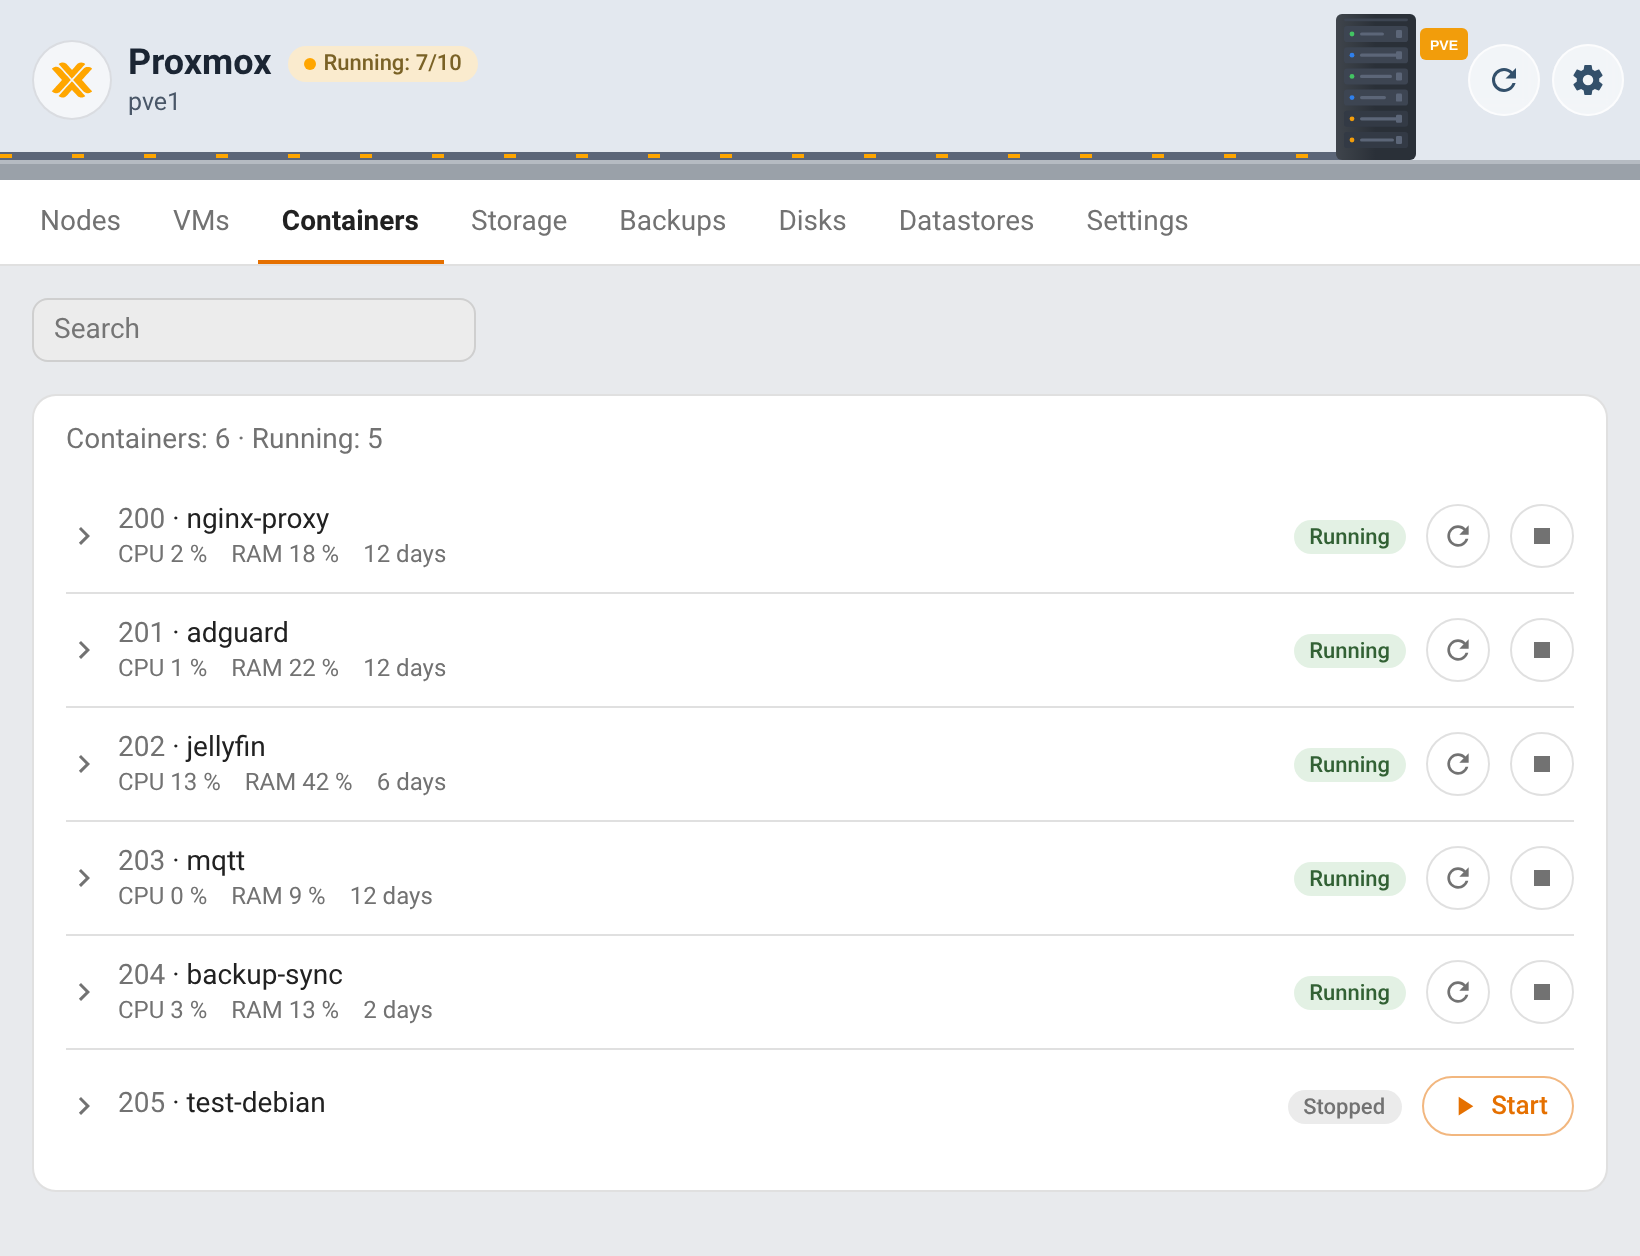 Proxmox
Running: 7/10
pve1
PVE
Nodes VMs Containers Storage Backups Disks Datastores Settings
Search
Containers: 6 · Running: 5
200 · nginx-proxy
CPU 2 % RAM 18 % 12 days
Running
201 · adguard
CPU 1 % RAM 22 % 12 days
Running
202 · jellyfin
CPU 13 % RAM 42 % 6 days
Running
203 · mqtt
CPU 0 % RAM 9 % 12 days
Running
204 · backup-sync
CPU 3 % RAM 13 % 2 days
Running
205 · test-debian
Stopped
Start